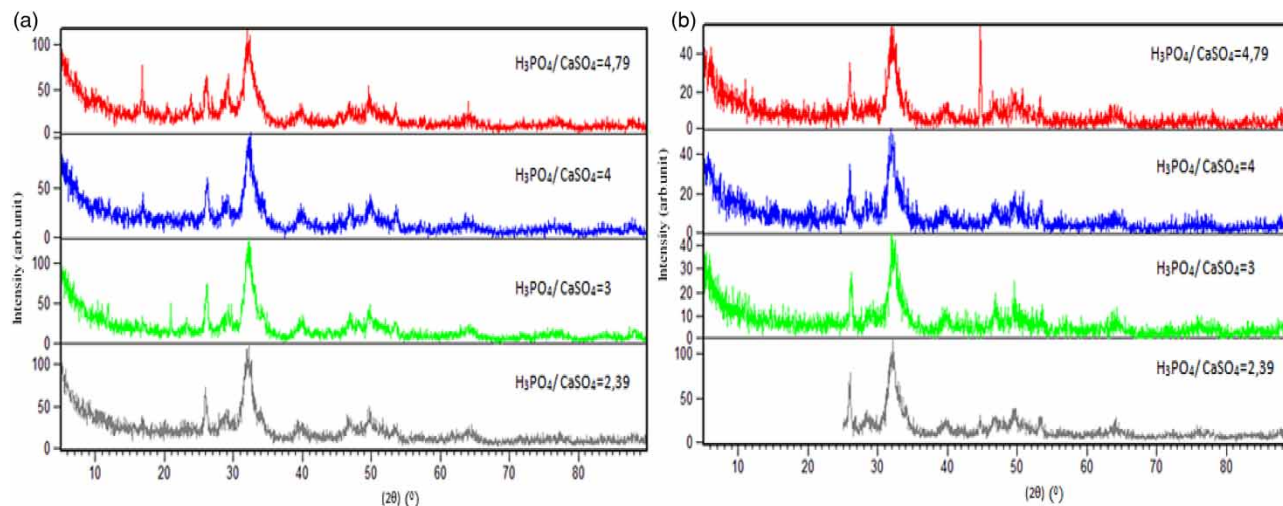 (a)
Intensity (arb.unit)
100
50
0
H₃PO₄/ CaSO₄=4,79
50
0
H₃PO₄/ CaSO₄=4
100
50
0
H₃PO₄/ CaSO₄=3
100
50
0
H₃PO₄/ CaSO₄=2,39
10 20 30 40 50 60 70 80
(2θ) (⁰)
(b)
Intensity (arb.unit)
40
20
0
H₃PO₄/ CaSO₄=4,79
40
20
0
H₃PO₄/ CaSO₄=4
40
30
20
10
0
H₃PO₄/ CaSO₄=3
100
50
0
H₃PO₄/ CaSO₄=2,39
10 20 30 40 50 60 70 80
(2θ) (⁰)